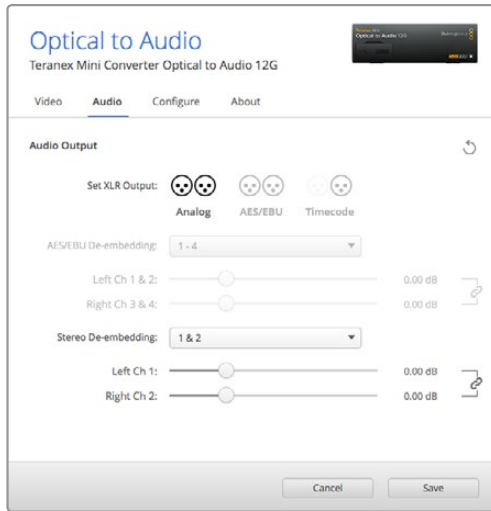 Optical to Audio
Teranex Mini Converter Optical to Audio 12G
Video Audio Configure About
Audio Output
Set XLR Output:
Analog AES/EBU Timecode
AES/EBU De-embedding: 1 - 4
Left Ch 1 & 2: 0.00 dB
Right Ch 3 & 4: 0.00 dB
Stereo De-embedding: 1 & 2
Left Ch 1: 0.00 dB
Right Ch 2: 0.00 dB
Cancel Save